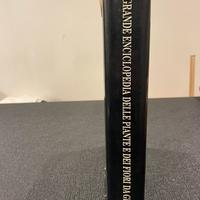 GRANDE ENCICLOPEDIA DELLE PIANTE E DEI FIORI DA